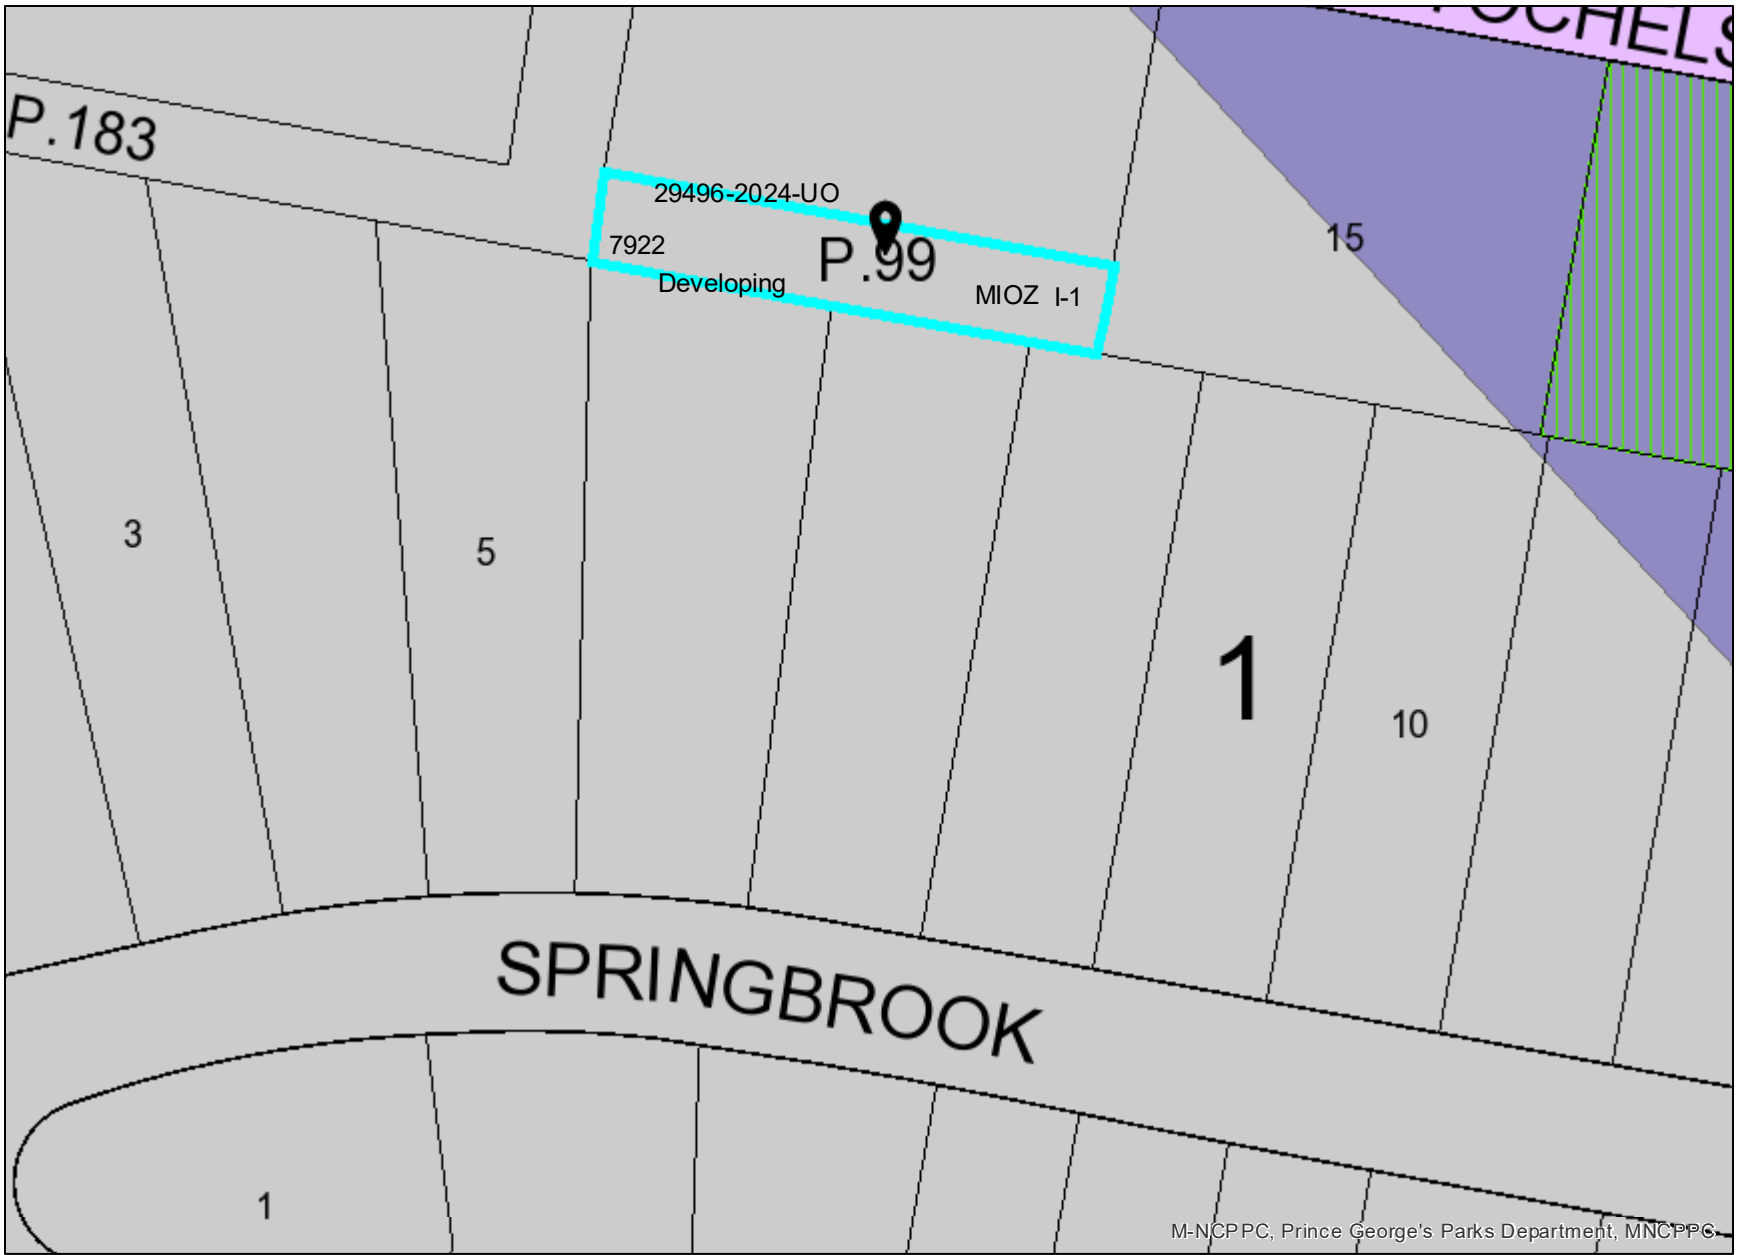 P.183
29496-2024-UO
7922
P.99
Developing
MIOZ I-1
15
3
5
1
10
SPRINGBROOK
1
M-NCPPC, Prince George's Parks Department, MNCPPC